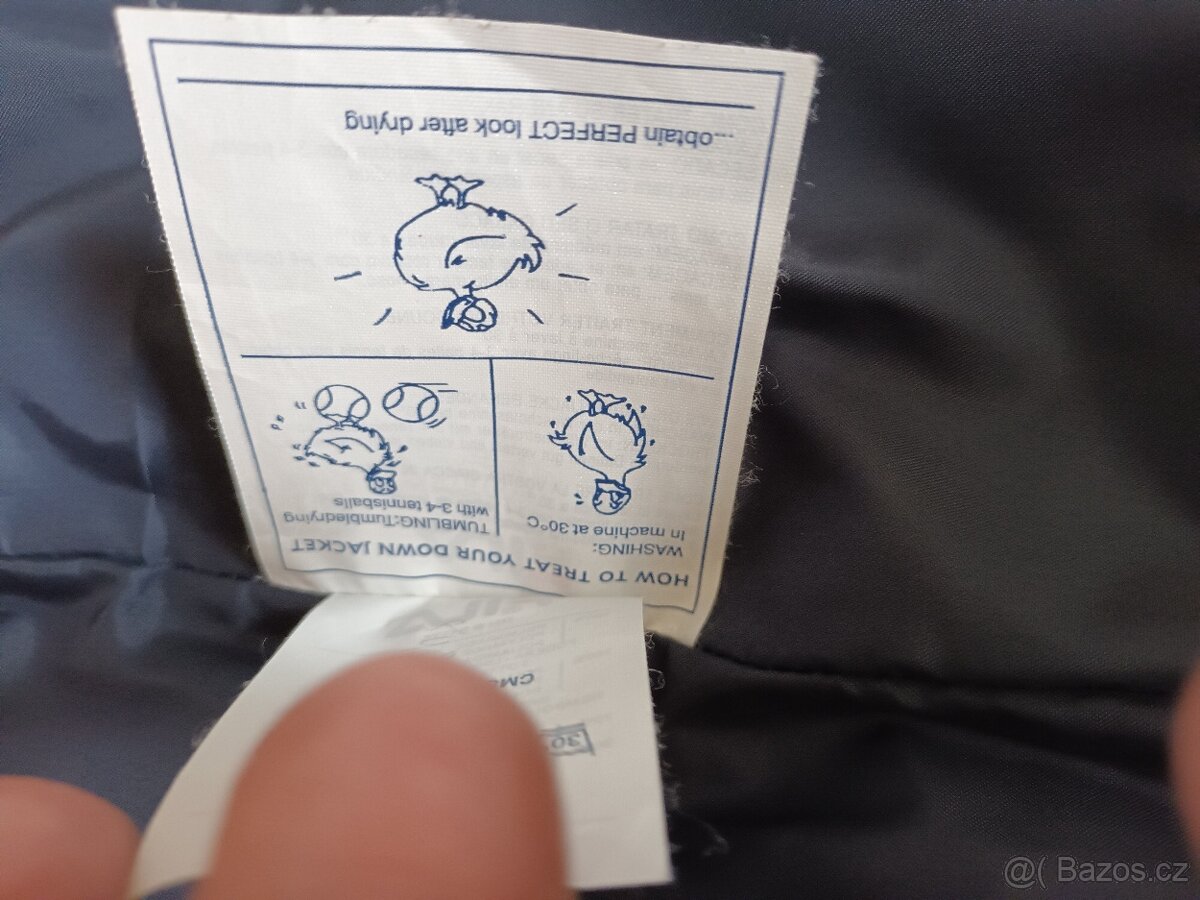 HOW TO TREAT YOUR DOWN JACKET
WASHING:
In machine at 30°C
TUMBLING:Tumbledrying
with 3-4 tennisballs
...obtain PERFECT look after drying
30
@( Bazos.cz